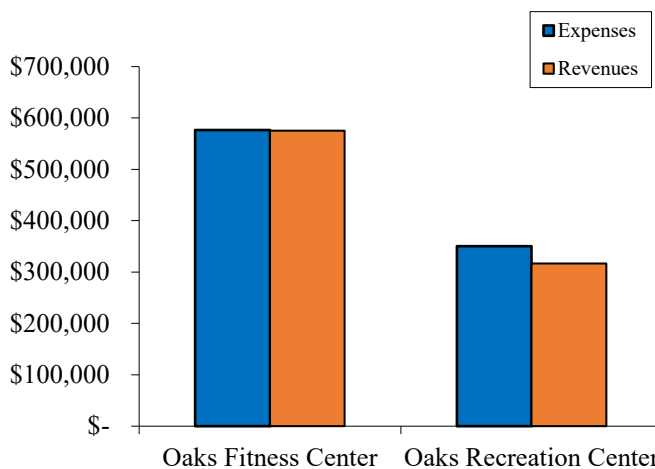 Expenses
Revenues
$700,000
$600,000
$500,000
$400,000
$300,000
$200,000
$100,000
$-
Oaks Fitness Center
Oaks Recreation Center